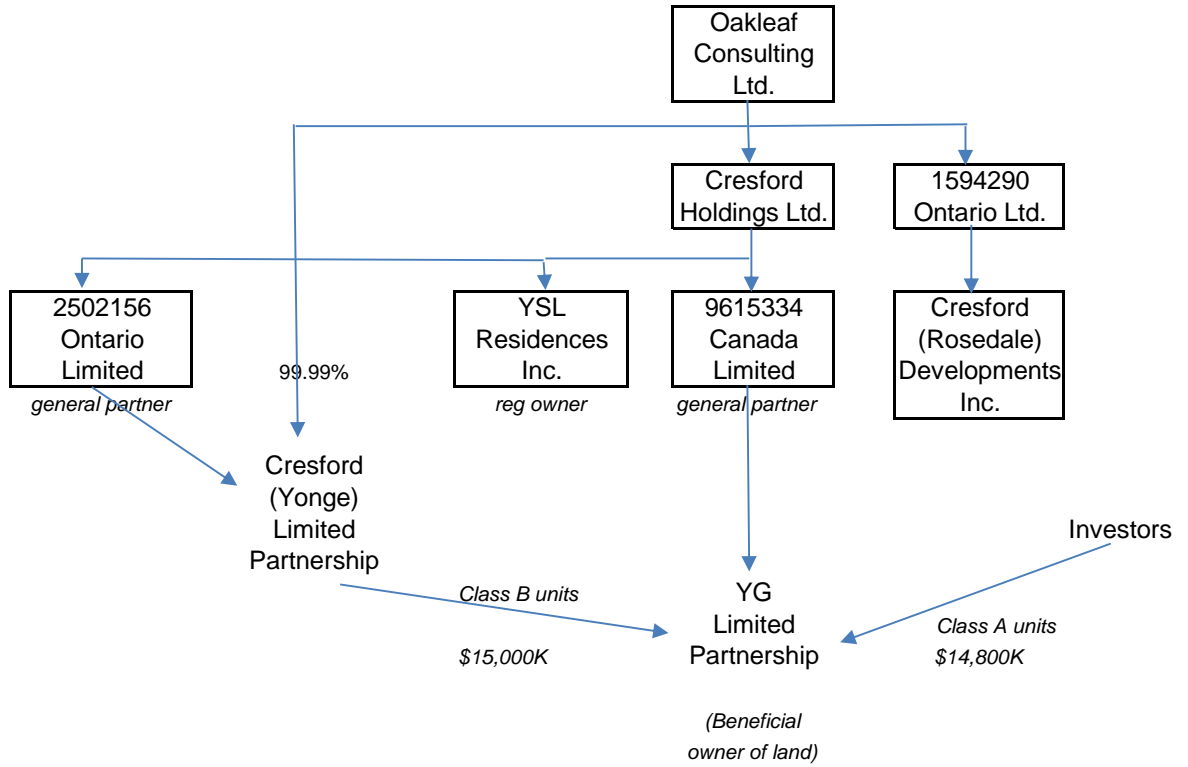 Oakleaf
Consulting
Ltd.
Cresford
Holdings Ltd.
1594290
Ontario Ltd.
2502156
Ontario
Limited
general partner
99.99%
YSL
Residences
Inc.
reg owner
9615334
Canada
Limited
general partner
Cresford
(Rosedale)
Developments
Inc.
Cresford
(Yonge)
Limited
Partnership
Investors
Class B units
$15,000K
YG
Limited
Partnership
Class A units
$14,800K
(Beneficial
owner of land)